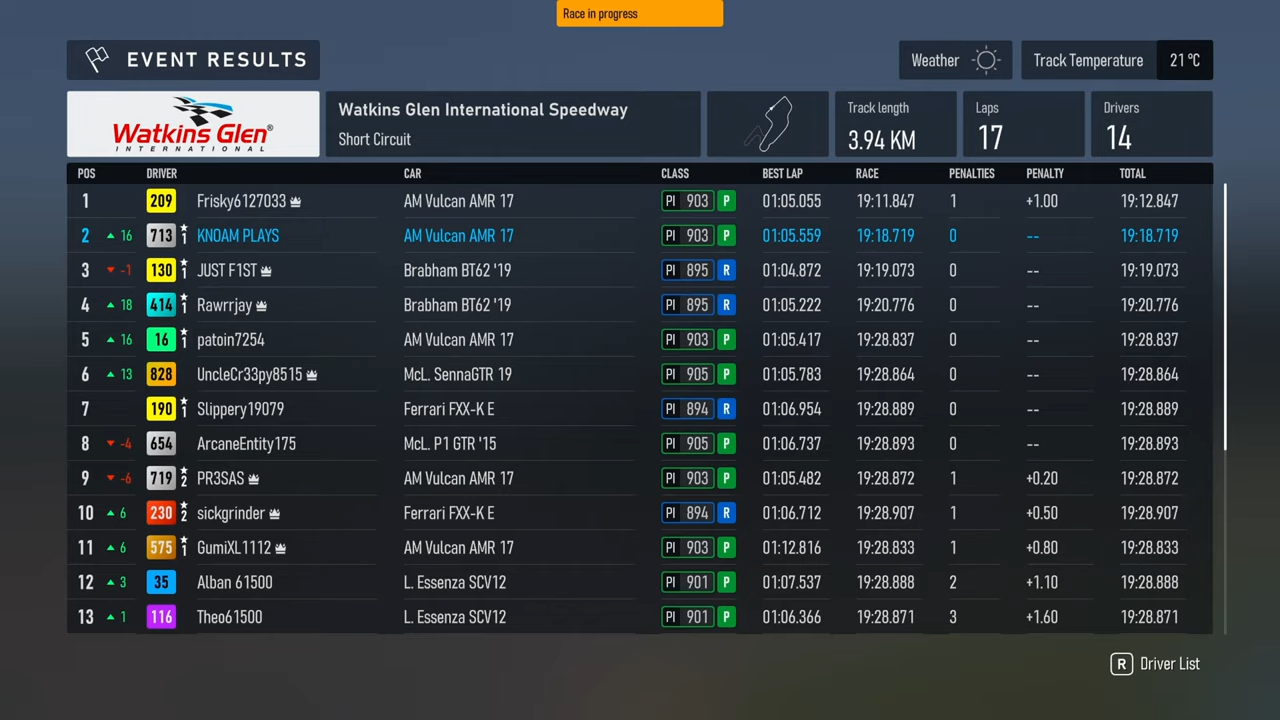 Race in progress
EVENT RESULTS
Weather
Track Temperature 21 ºC
Watkins Glen®
INTERNATIONAL
Watkins Glen International Speedway
Short Circuit
Track length
3.94 KM
Laps
17
Drivers
14
POS DRIVER CAR CLASS BEST LAP RACE PENALTIES PENALTY TOTAL
1 209 Frisky6127033 AM Vulcan AMR 17 PI 903 P 01:05.055 19:11.847 1 +1.00 19:12.847
2 16 713 1 KNOAM PLAYS AM Vulcan AMR 17 PI 903 P 01:05.559 19:18.719 0 -- 19:18.719
3 -1 130 1 JUST F1ST Brabham BT62 '19 PI 895 R 01:04.872 19:19.073 0 -- 19:19.073
4 18 414 1 Rawrrjay Brabham BT62 '19 PI 895 R 01:05.222 19:20.776 0 -- 19:20.776
5 16 16 1 patoin7254 AM Vulcan AMR 17 PI 903 P 01:05.417 19:28.837 0 -- 19:28.837
6 13 828 UncleCr33py8515 McL. SennaGTR 19 PI 905 P 01:05.783 19:28.864 0 -- 19:28.864
7 190 1 Slippery19079 Ferrari FXX-K E PI 894 R 01:06.954 19:28.889 0 -- 19:28.889
8 -4 654 ArcaneEntity175 McL. P1 GTR '15 PI 905 P 01:06.737 19:28.893 0 -- 19:28.893
9 -6 719 2 PR3SAS AM Vulcan AMR 17 PI 903 P 01:05.482 19:28.872 1 +0.20 19:28.872
10 6 230 2 sickgrinder Ferrari FXX-K E PI 894 R 01:06.712 19:28.907 1 +0.50 19:28.907
11 6 575 1 GumiXL1112 AM Vulcan AMR 17 PI 903 P 01:12.816 19:28.833 1 +0.80 19:28.833
12 3 35 Alban 61500 L. Essenza SCV12 PI 901 P 01:07.537 19:28.888 2 +1.10 19:28.888
13 1 116 Theo61500 L. Essenza SCV12 PI 901 P 01:06.366 19:28.871 3 +1.60 19:28.871
R Driver List